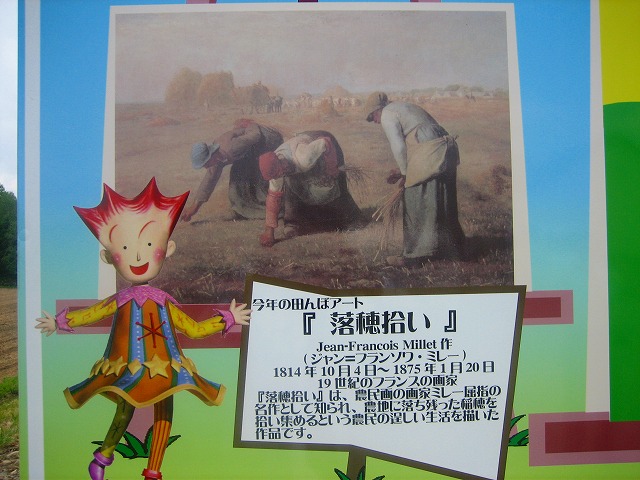 今年の田んぼアート
『 落穂拾い 』
Jean-Francois Millet 作
(ジャン=フランソワ・ミレー)
1814 年 10 月 4 日~ 1875 年 1 月 20 日
19 世紀のフランスの画家
『落穂拾い』は、農民画の画家ミレー屈指の
名作として知られ、農地に落ち残った稲穂を
拾い集めるという農民の逞しい生活を描いた
作品です。